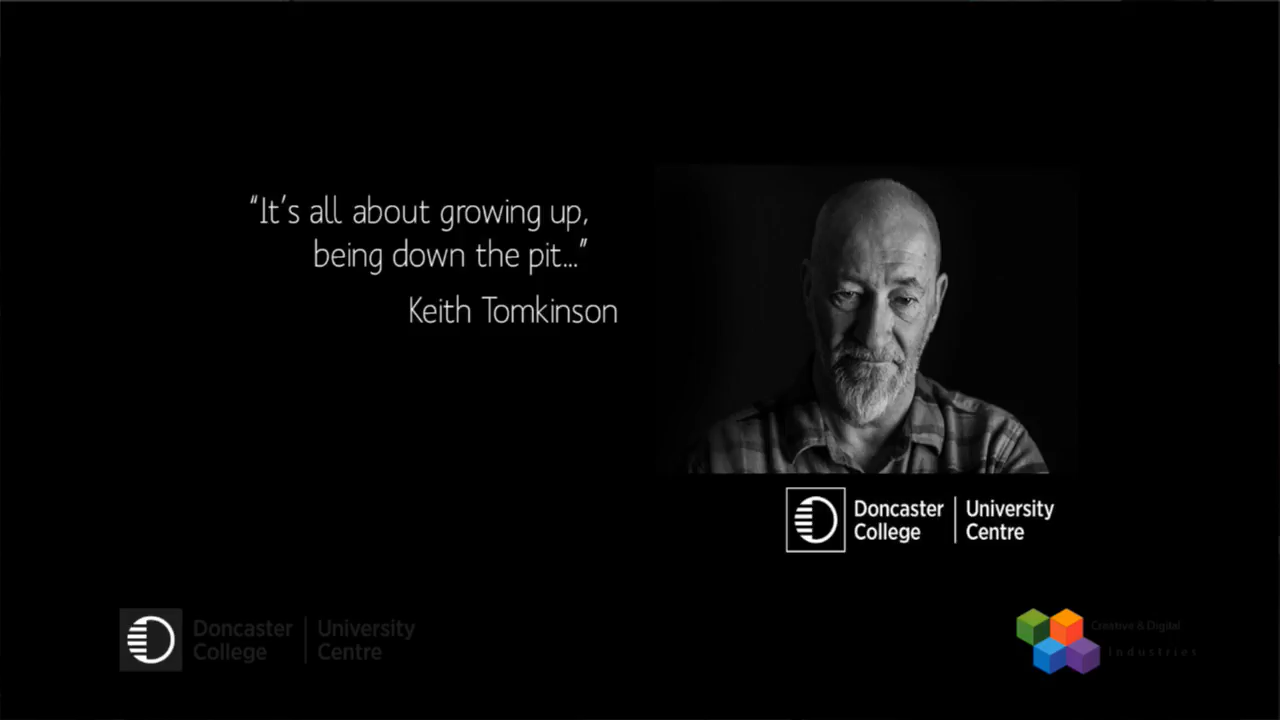 “It’s all about growing up,
being down the pit...”
Keith Tomkinson
Doncaster College | University Centre
Doncaster College | University Centre
Creative & Digital
Industries